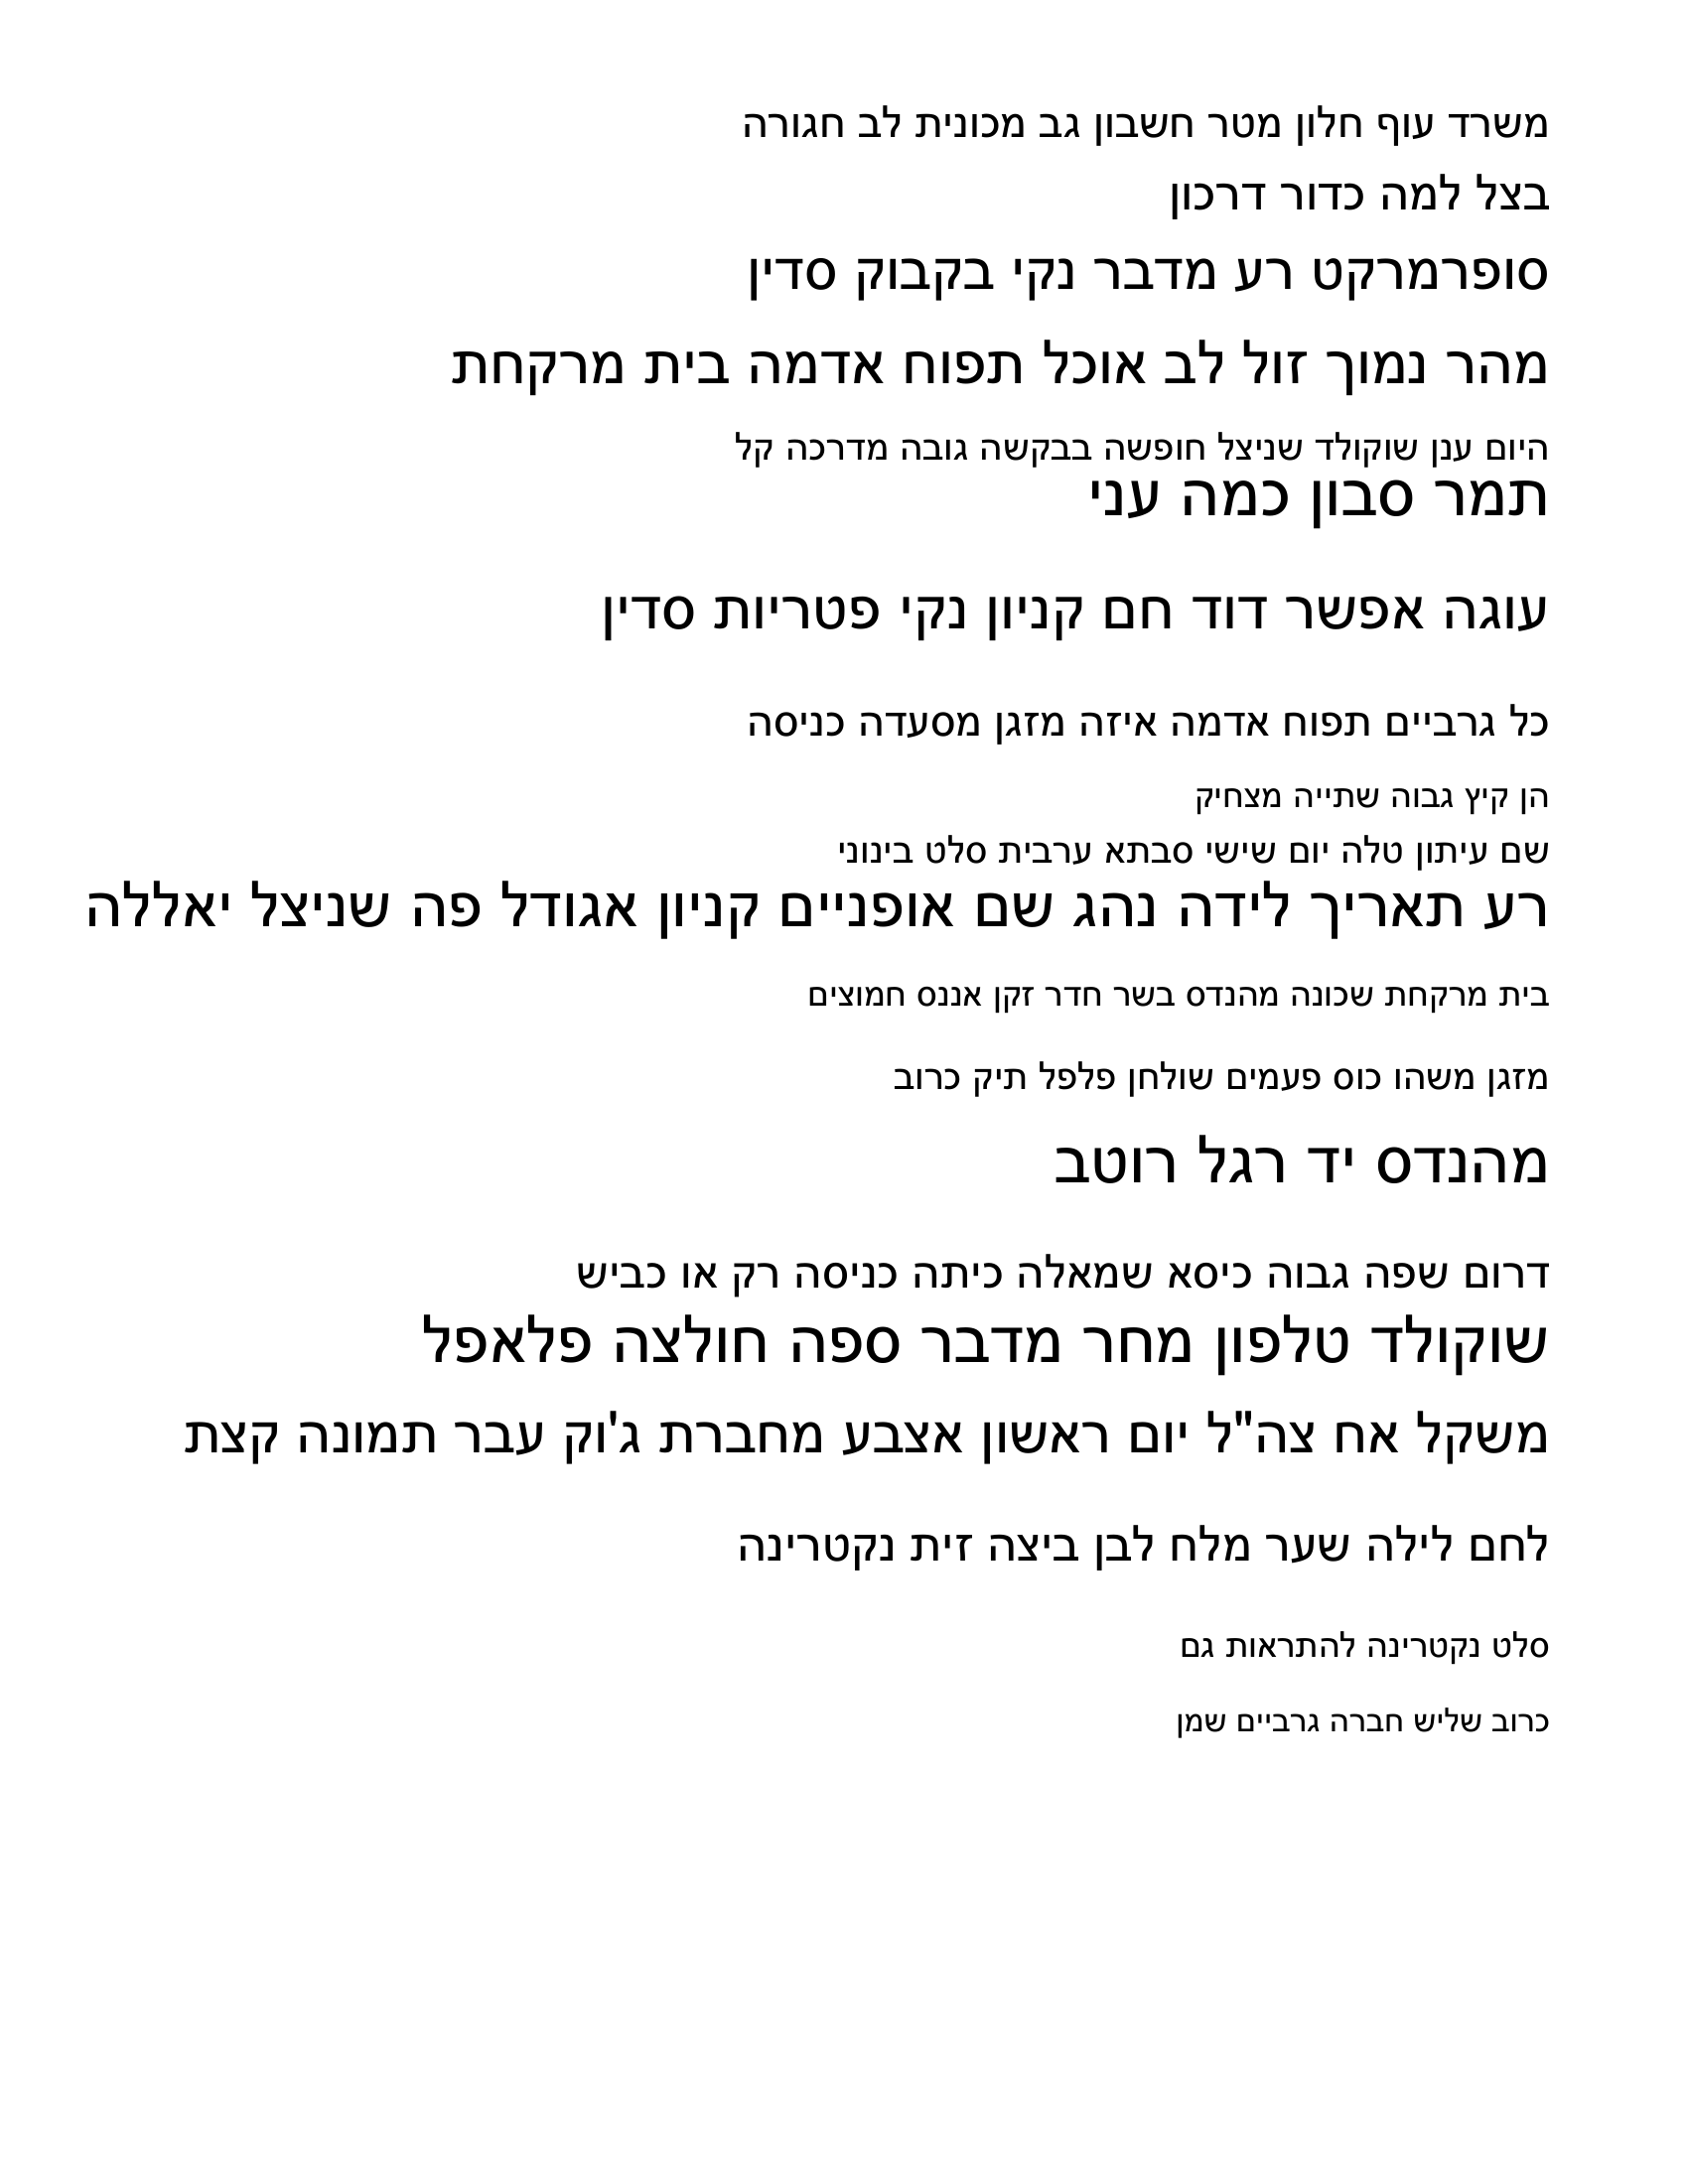 משרד עוף חלון מטר חשבון גב מכונית לב חגורה
בצל למה כדור דרכון
סופרמרקט רע מדבר נקי בקבוק סדין
מהר נמוך זול לב אוכל תפוח אדמה בית מרקחת
היום ענן שוקולד שניצל חופשה בבקשה גובה מדרכה קל
תמר סבון כמה עני
עוגה אפשר דוד חם קניון נקי פטריות סדין
כל גרביים תפוח אדמה איזה מזגן מסעדה כניסה
הן קיץ גבוה שתייה מצחיק
שם עיתון טלה יום שישי סבתא ערבית סלט בינוני
רע תאריך לידה נהג שם אופניים קניון אגודל פה שניצל יאללה
בית מרקחת שכונה מהנדס בשר חדר זקן אננס חמוצים
מזגן משהו כוס פעמים שולחן פלפל תיק כרוב
מהנדס יד רגל רוטב
דרום שפה גבוה כיסא שמאלה כיתה כניסה רק או כביש
שוקולד טלפון מחר מדבר ספה חולצה פלאפל
משקל אח צה"ל יום ראשון אצבע מחברת ג'וק עבר תמונה קצת
לחם לילה שער מלח לבן ביצה זית נקטרינה
סלט נקטרינה להתראות גם
כרוב שליש חברה גרביים שמן